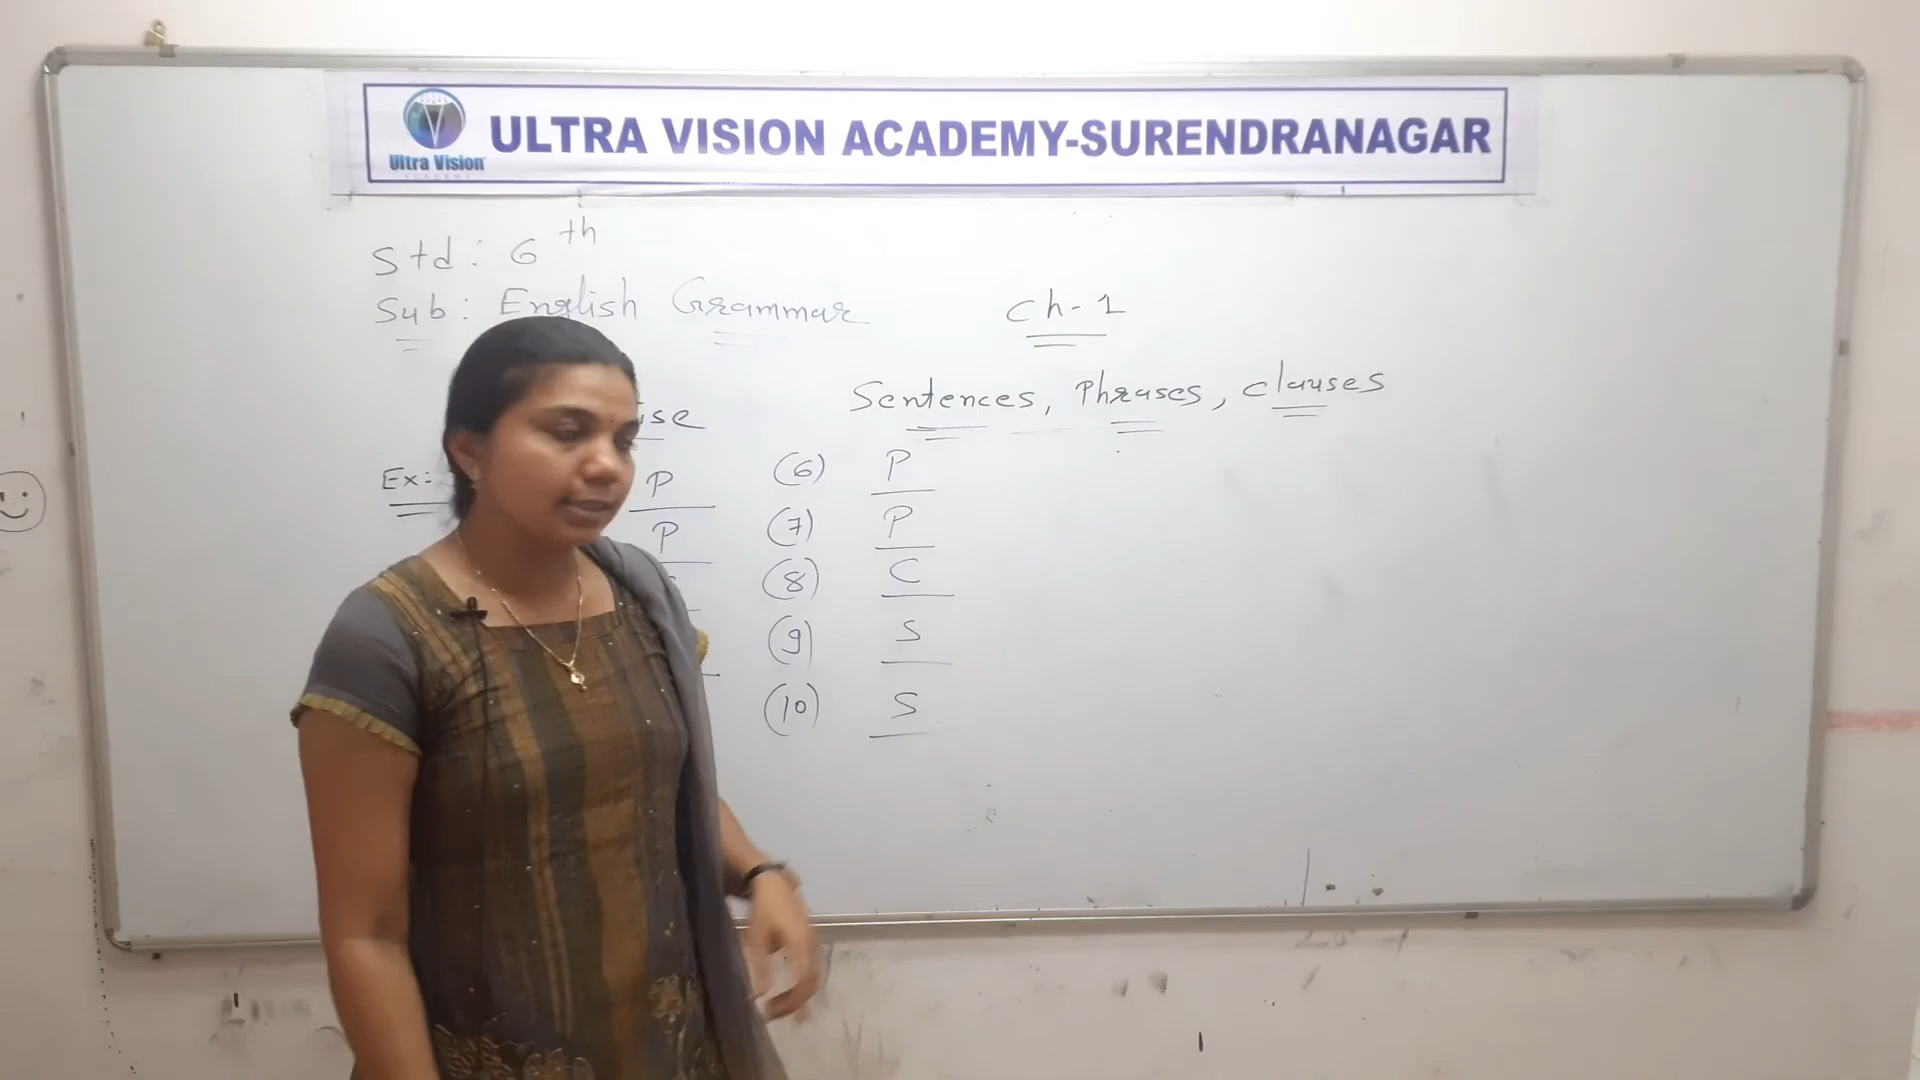 ULTRA VISION ACADEMY-SURENDRANAGAR
Ultra Vision
ACADEMY
Std: 6th
Sub: English Grammar
Ch-1
Sentences, Phrases, Clauses
Ex:
P
P
(6) P
(7) P
(8) C
(9) S
(10) S